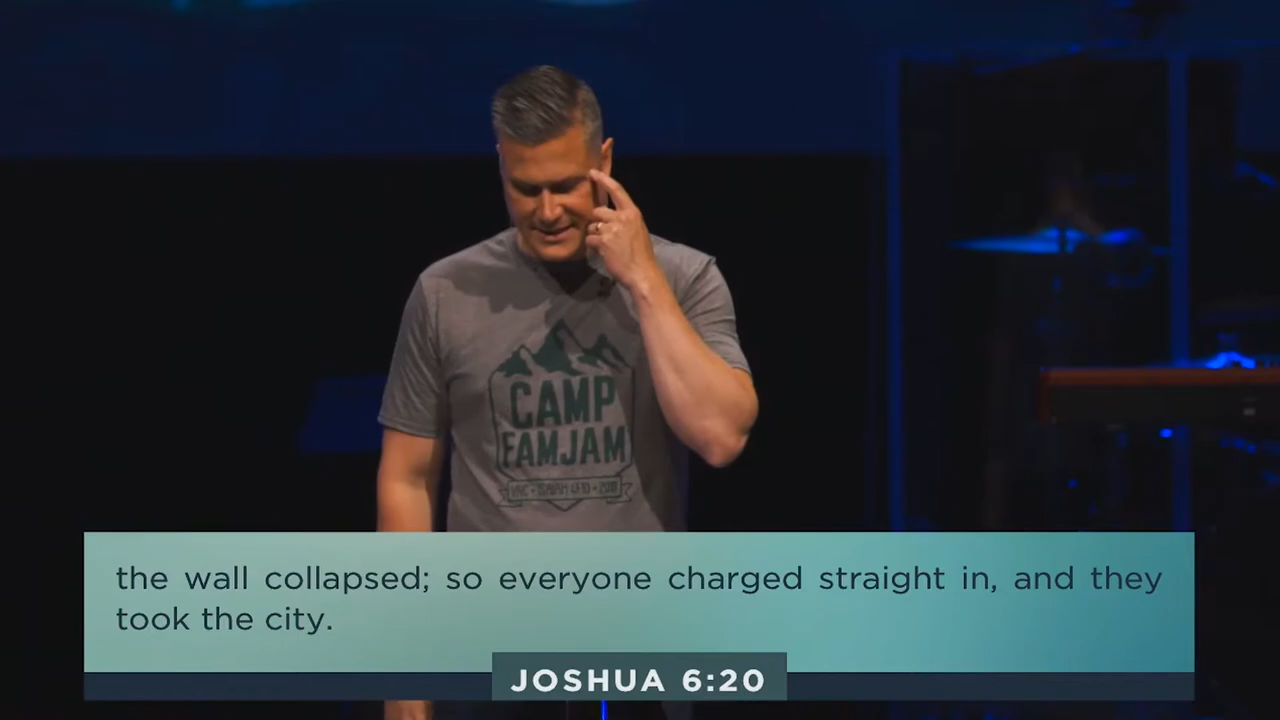 CAMP
FAMJAM
the wall collapsed; so everyone charged straight in, and they
took the city.
JOSHUA 6:20